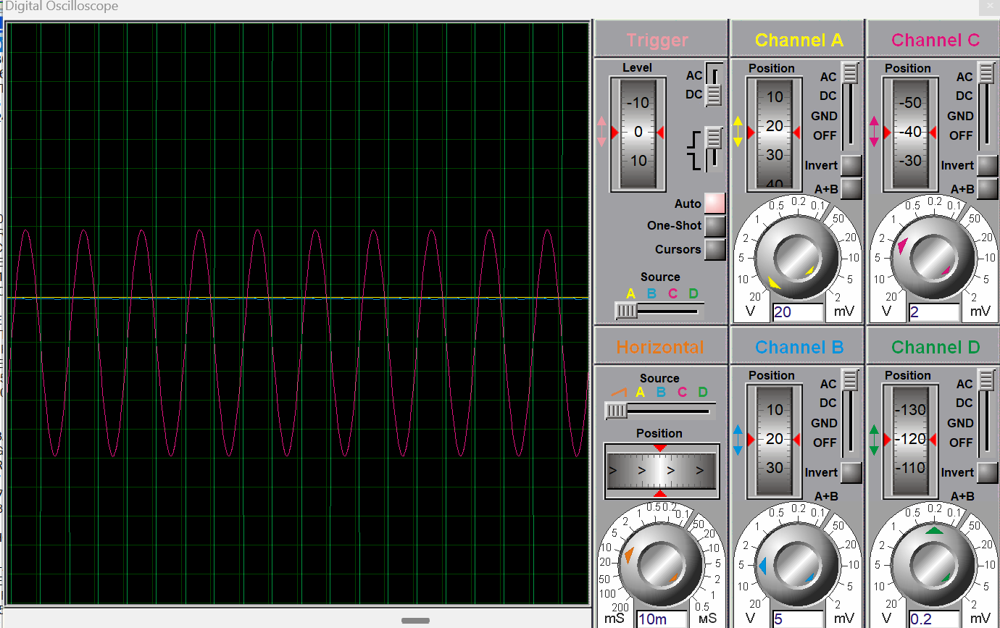 Digital Oscilloscope
Trigger
Level
AC
DC
-10
0
10
Auto
One-Shot
Cursors
Source
A B C D
Channel A
Position
10
20
30
40
AC
DC
GND
OFF
Invert
A+B
20 10 5 2 1 0.5 0.2 0.1 50 20 10 5 2
V 20 mV
Channel C
Position
-50
-40
-30
AC
DC
GND
OFF
Invert
A+B
20 10 5 2 1 0.5 0.2 0.1 50 20 10 5 2
V 2 mV
Horizontal
Source
A B C D
Position
> > > >
200 100 50 20 10 5 2 1 0.5 0.2 0.1 50 20 10 5 2 1 0.5
mS 10m мS
Channel B
Position
10
20
30
AC
DC
GND
OFF
Invert
A+B
20 10 5 2 1 0.5 0.2 0.1 50 20 10 5 2
V 5 mV
Channel D
Position
-130
-120
-110
AC
DC
GND
OFF
Invert
A+B
20 10 5 2 1 0.5 0.2 0.1 50 20 10 5 2
V 0.2 mV